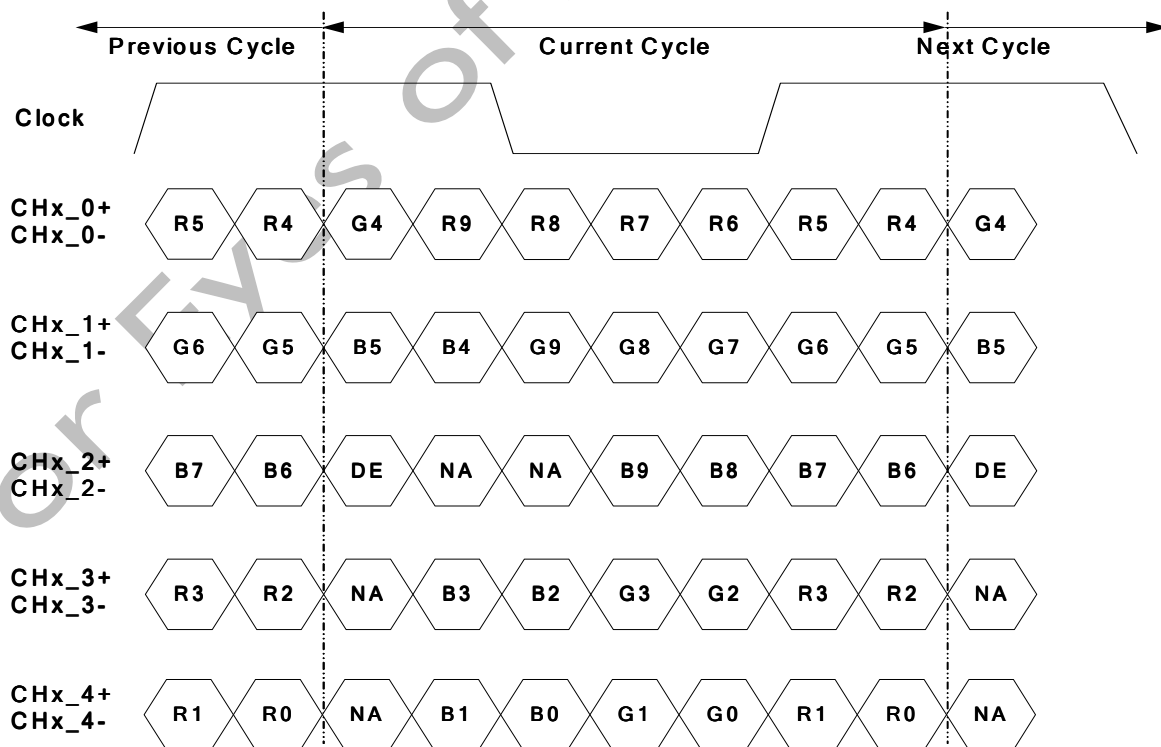 Previous Cycle Current Cycle Next Cycle
Clock
CHx_0+
CHx_0-
R5 R4 G4 R9 R8 R7 R6 R5 R4 G4
CHx_1+
CHx_1-
G6 G5 B5 B4 G9 G8 G7 G6 G5 B5
CHx_2+
CHx_2-
B7 B6 DE NA NA B9 B8 B7 B6 DE
CHx_3+
CHx_3-
R3 R2 NA B3 B2 G3 G2 R3 R2 NA
CHx_4+
CHx_4-
R1 R0 NA B1 B0 G1 G0 R1 R0 NA
or Eyes of